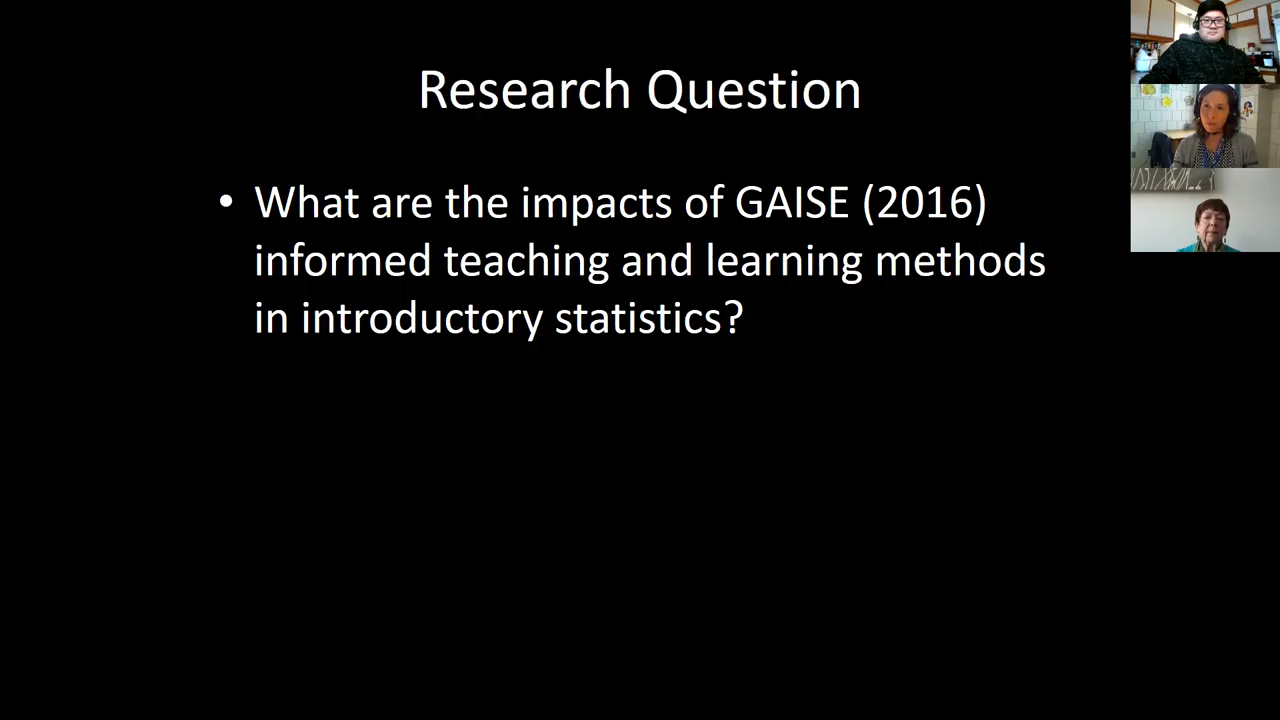 Research Question
• What are the impacts of GAISE (2016)
informed teaching and learning methods
in introductory statistics?